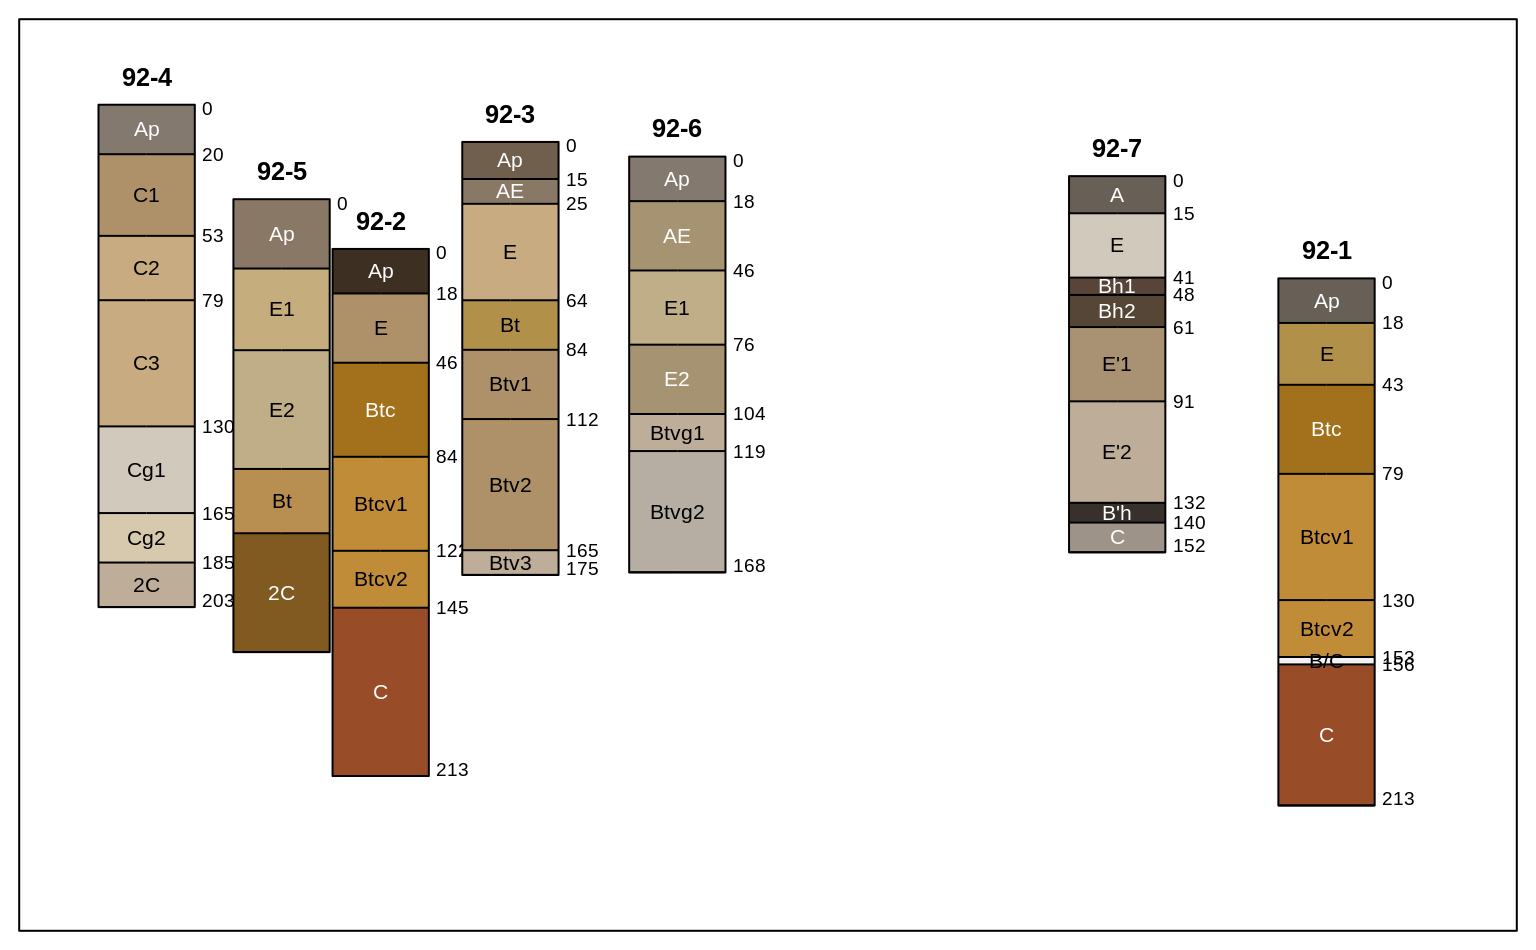 92-4
0
Ap
20
C1
53
C2
79
C3
130
Cg1
165
Cg2
185
2C
203
92-5
0
Ap
E1
E2
Bt
2C
92-2
0
Ap
18
E
46
Btc
84
Btcv1
122
Btcv2
145
C
213
92-3
0
Ap
15
AE
25
E
64
Bt
84
Btv1
112
Btv2
165
Btv3
175
92-6
0
Ap
18
AE
46
E1
76
E2
104
Btvg1
119
Btvg2
168
92-7
0
A
15
E
41
Bh1
48
Bh2
61
E'1
91
E'2
132
B'h
140
C
152
92-1
0
Ap
18
E
43
Btc
79
Btcv1
130
Btcv2
153
B/C
156
C
213